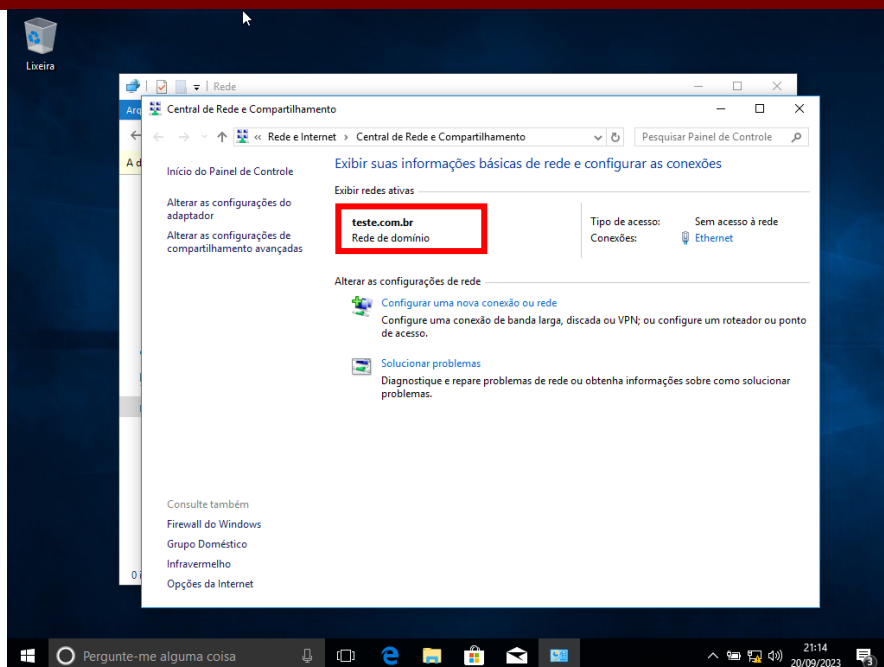 Lixeira
Rede
Arq
Central de Rede e Compartilhamento
« Rede e Internet › Central de Rede e Compartilhamento
Pesquisar Painel de Controle
A d
Início do Painel de Controle
Alterar as configurações do
adaptador
Alterar as configurações de
compartilhamento avançadas
Exibir suas informações básicas de rede e configurar as conexões
Exibir redes ativas
teste.com.br
Rede de domínio
Tipo de acesso: Sem acesso à rede
Conexões: Ethernet
Alterar as configurações de rede
Configurar uma nova conexão ou rede
Configure uma conexão de banda larga, discada ou VPN; ou configure um roteador ou ponto
de acesso.
Solucionar problemas
Diagnostique e repare problemas de rede ou obtenha informações sobre como solucionar
problemas.
Consulte também
Firewall do Windows
Grupo Doméstico
Infravermelho
Opções da Internet
0 i
Pergunte-me alguma coisa
21:14
20/09/2023
3